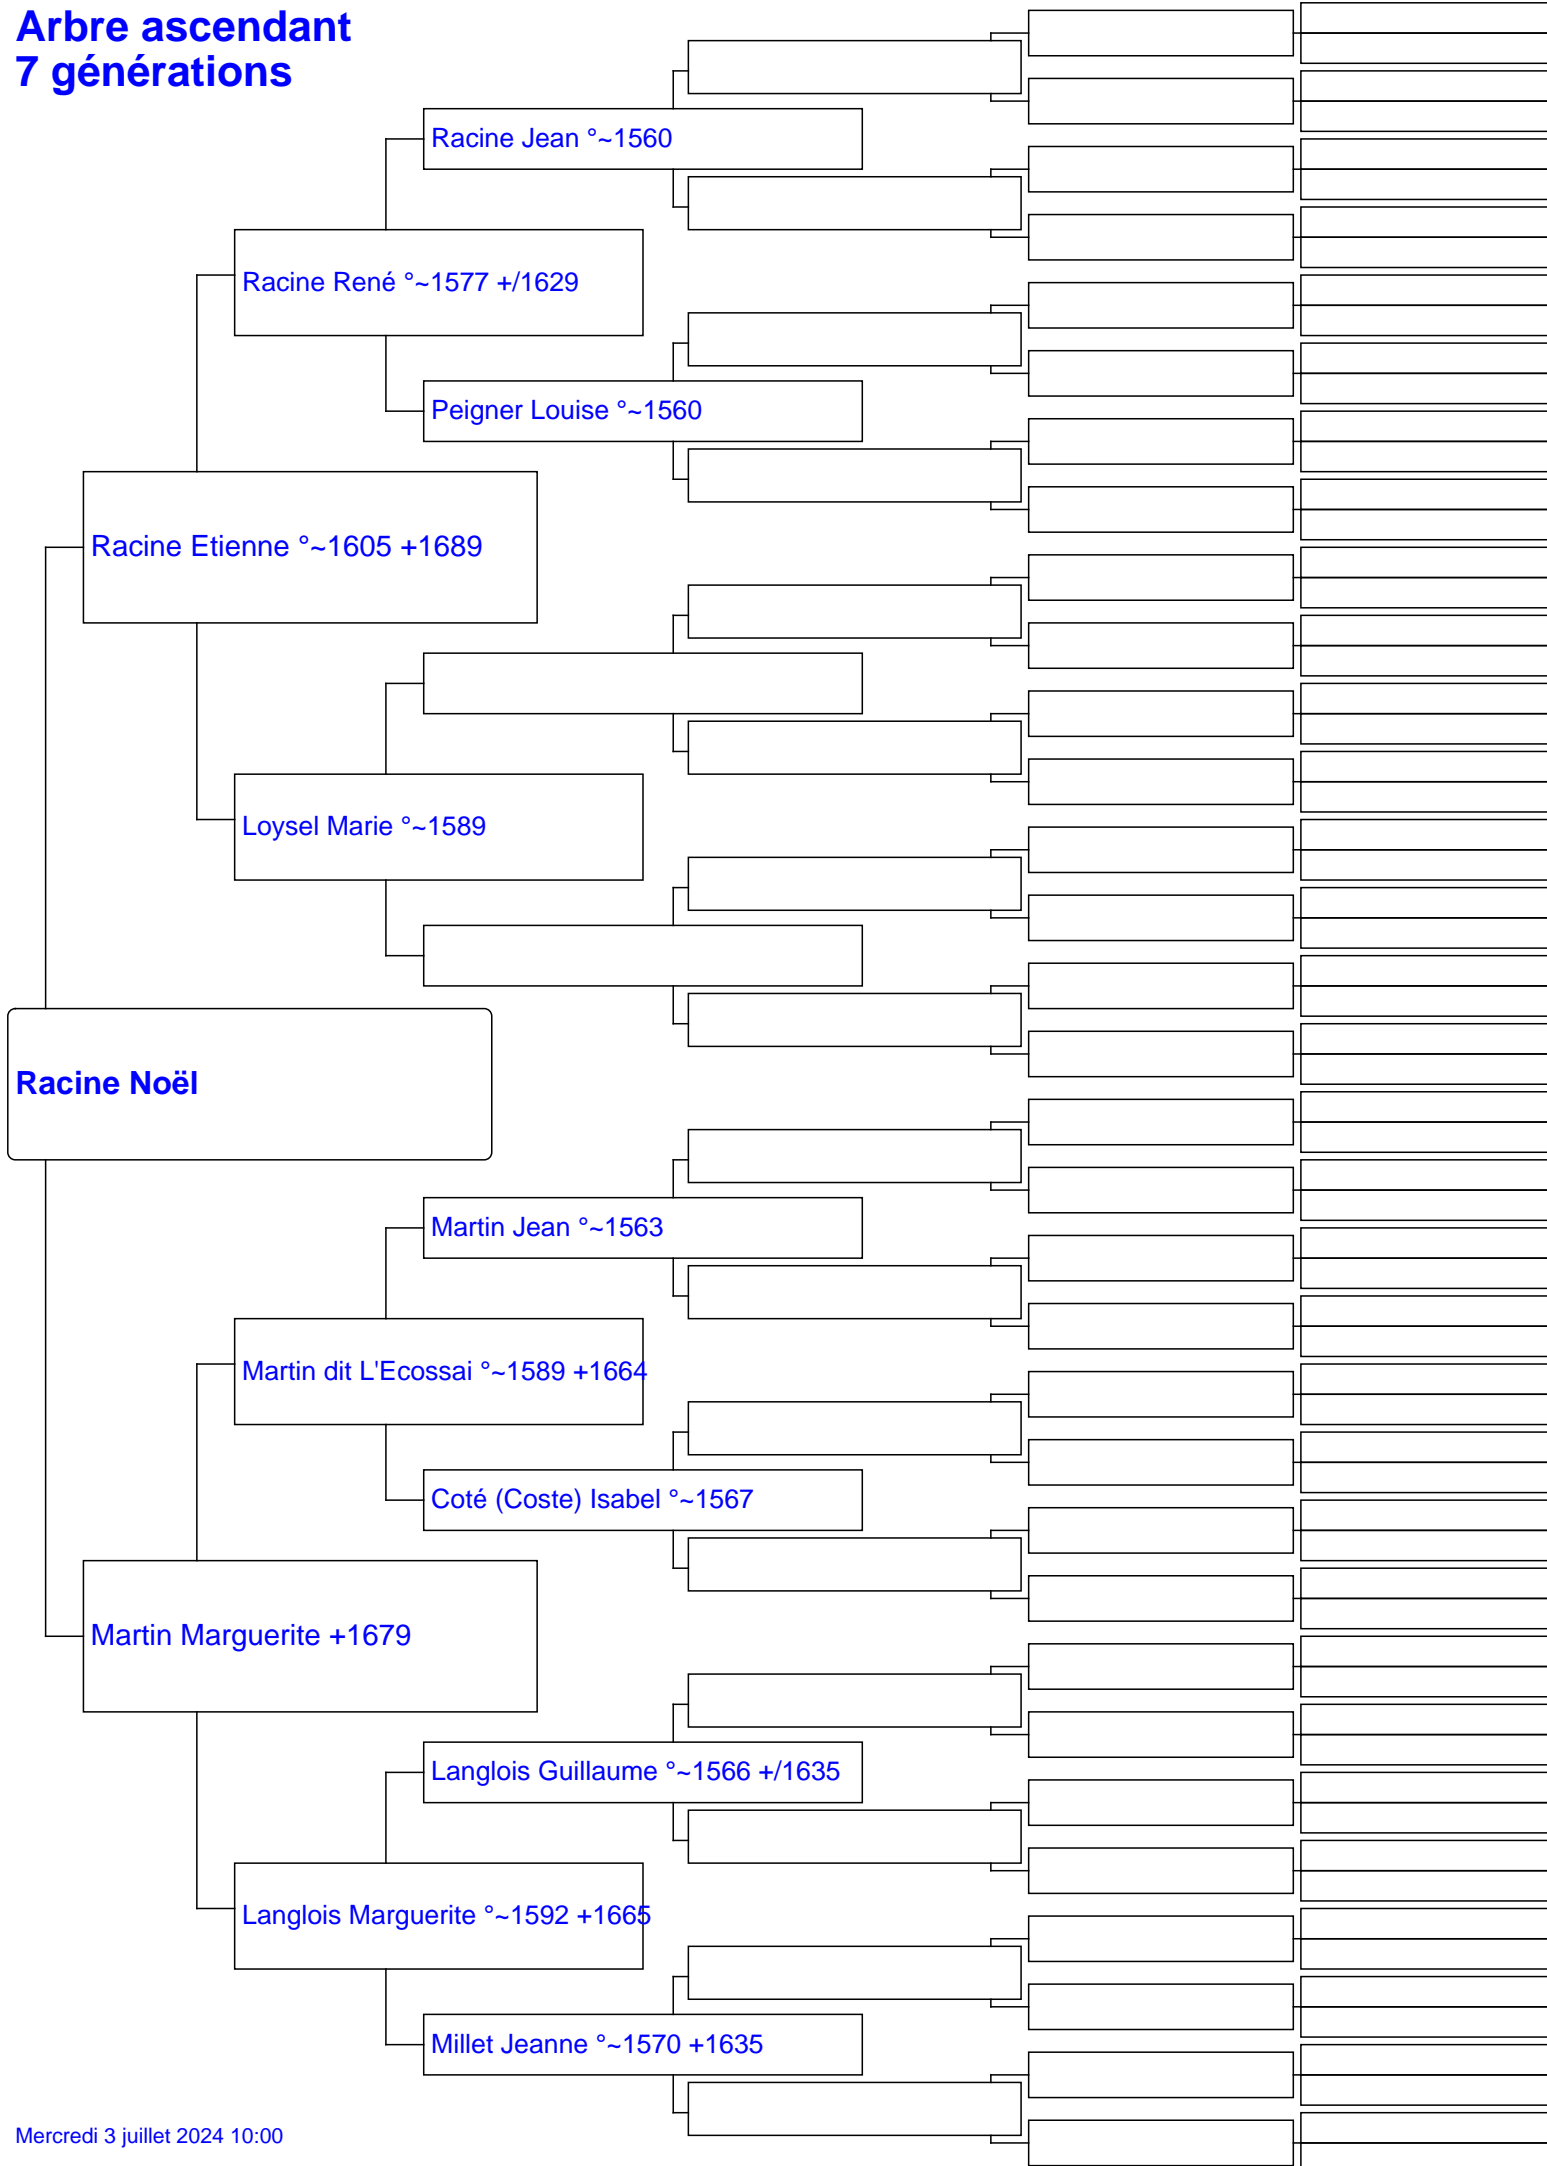 Arbre ascendant
7 générations
Racine Jean °~1560
Racine René °~1577 +/1629
Peigner Louise °~1560
Racine Etienne °~1605 +1689
Loysel Marie °~1589
Racine Noël
Martin Jean °~1563
Martin dit L'Ecossai °~1589 +1664
Coté (Coste) Isabel °~1567
Martin Marguerite +1679
Langlois Guillaume °~1566 +/1635
Langlois Marguerite °~1592 +1665
Millet Jeanne °~1570 +1635
Mercredi 3 juillet 2024 10:00